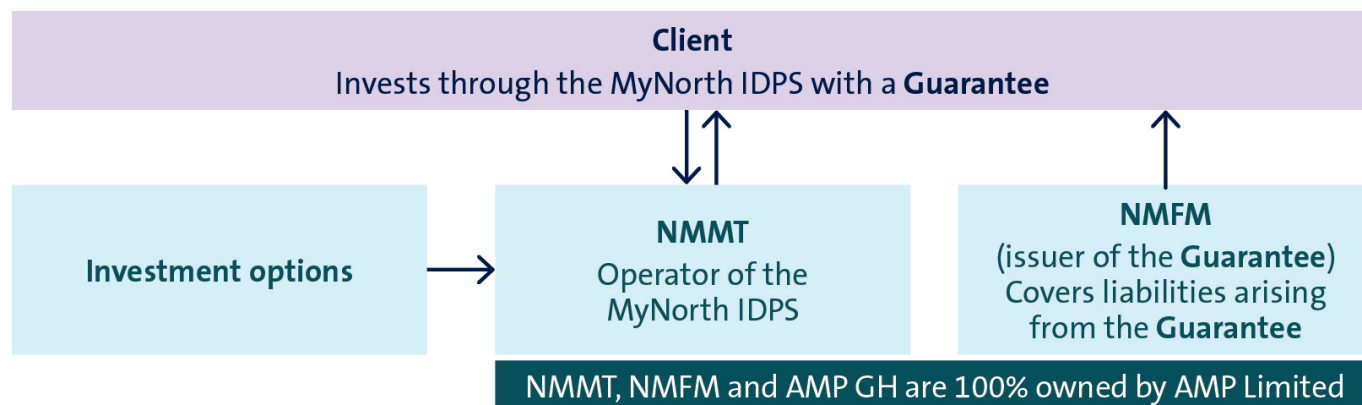 Client
Invests through the MyNorth IDPS with a Guarantee
Investment options
NMMT
Operator of the
MyNorth IDPS
NMFM
(issuer of the Guarantee)
Covers liabilities arising
from the Guarantee
NMMT, NMFM and AMP GH are 100% owned by AMP Limited